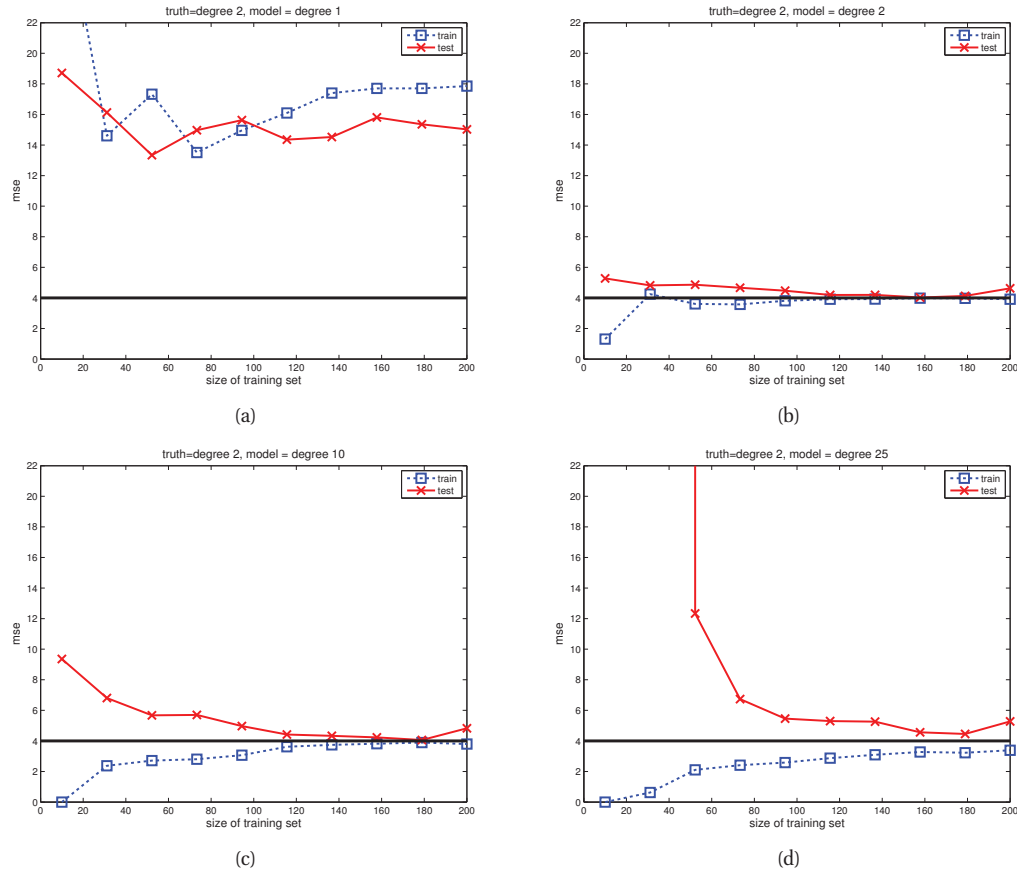 truth=degree 2, model = degree 1
22
20
18
16
14
12
10
8
6
4
2
0
mse
train
test
0 20 40 60 80 100 120 140 160 180 200
size of training set
(a)
truth=degree 2, model = degree 2
22
20
18
16
14
12
10
8
6
4
2
0
mse
train
test
0 20 40 60 80 100 120 140 160 180 200
size of training set
(b)
truth=degree 2, model = degree 10
22
20
18
16
14
12
10
8
6
4
2
0
mse
train
test
0 20 40 60 80 100 120 140 160 180 200
size of training set
(c)
truth=degree 2, model = degree 25
22
20
18
16
14
12
10
8
6
4
2
0
mse
train
test
0 20 40 60 80 100 120 140 160 180 200
size of training set
(d)